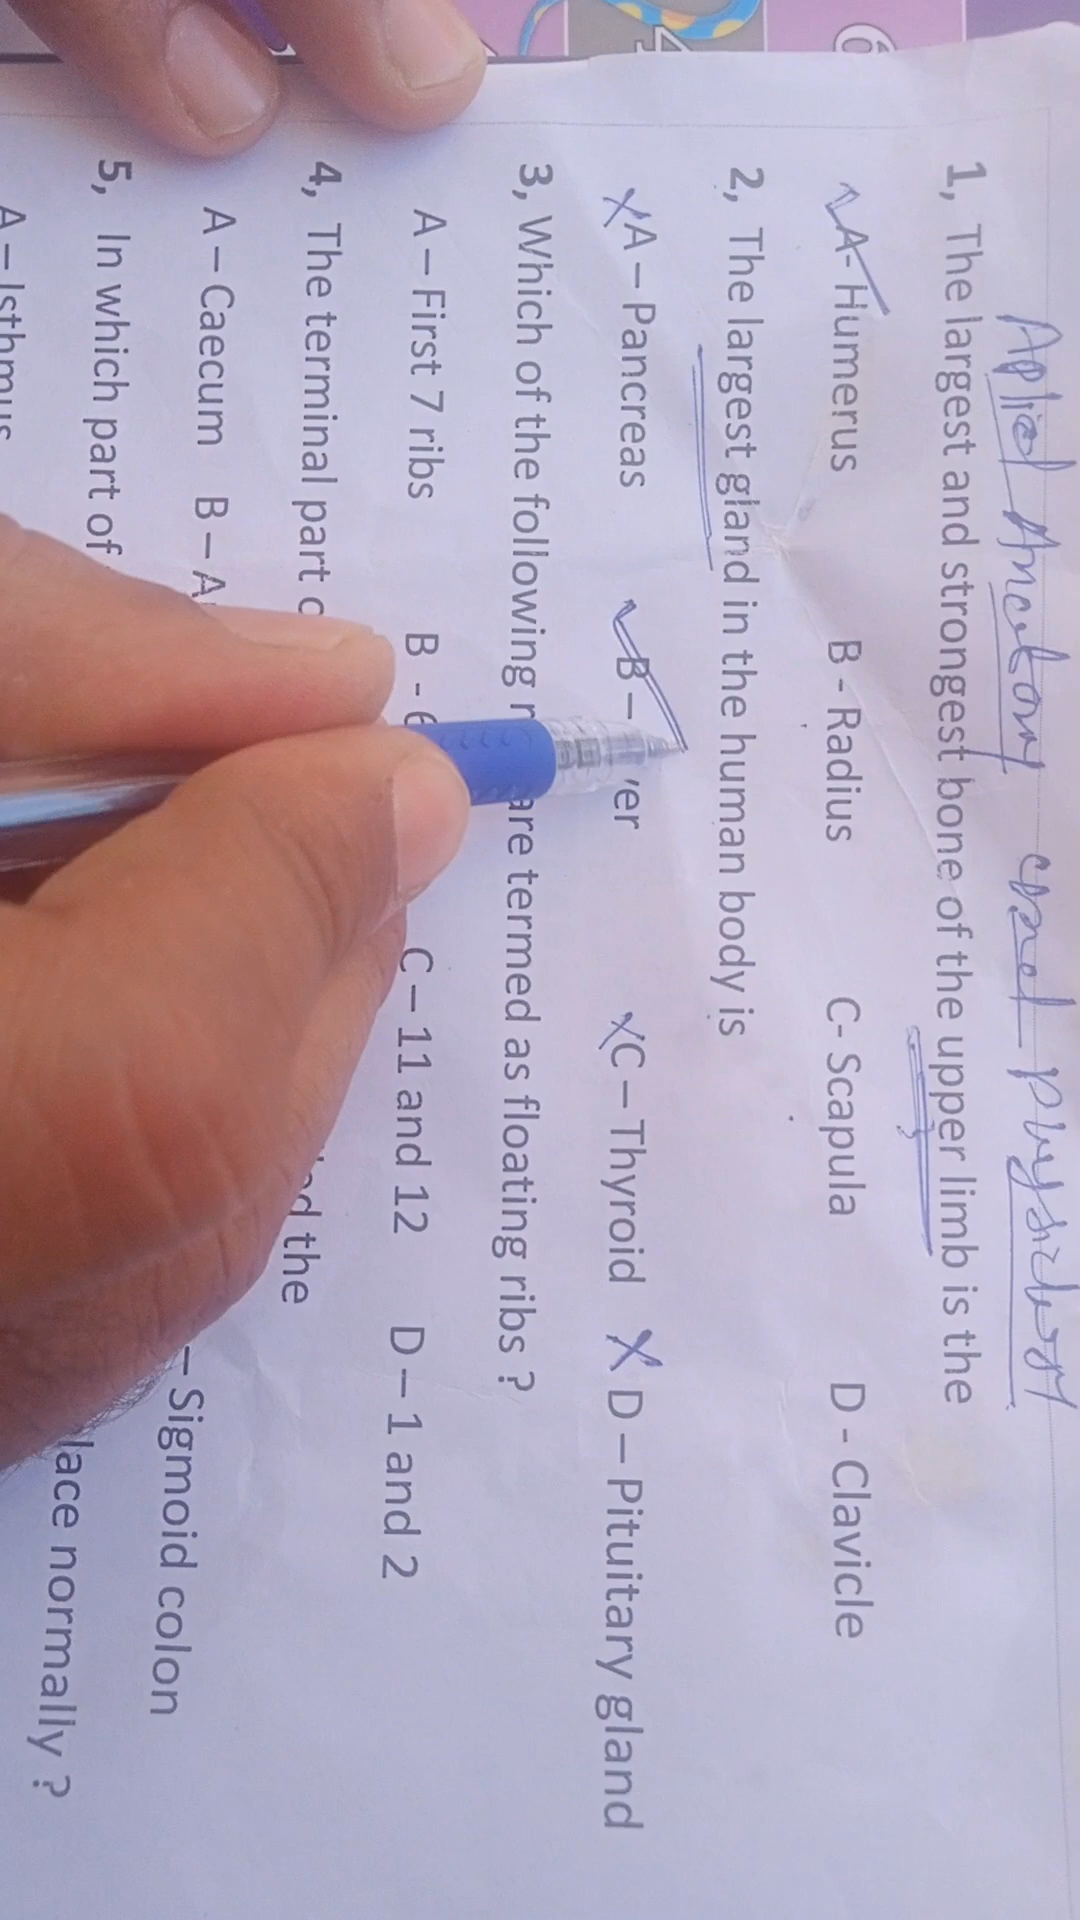 Aplied Anatomy and physiology
1, The largest and strongest bone of the upper limb is the
A- Humerus B - Radius C- Scapula D - Clavicle
2, The largest gland in the human body is
A – Pancreas B – er C – Thyroid D – Pituitary gland
3, Which of the following are termed as floating ribs ?
A – First 7 ribs B - C – 11 and 12 D – 1 and 2
4, The terminal part the
A – Caecum B – – Sigmoid colon
5, In which part of lace normally ?
A – Isthmus
6
4